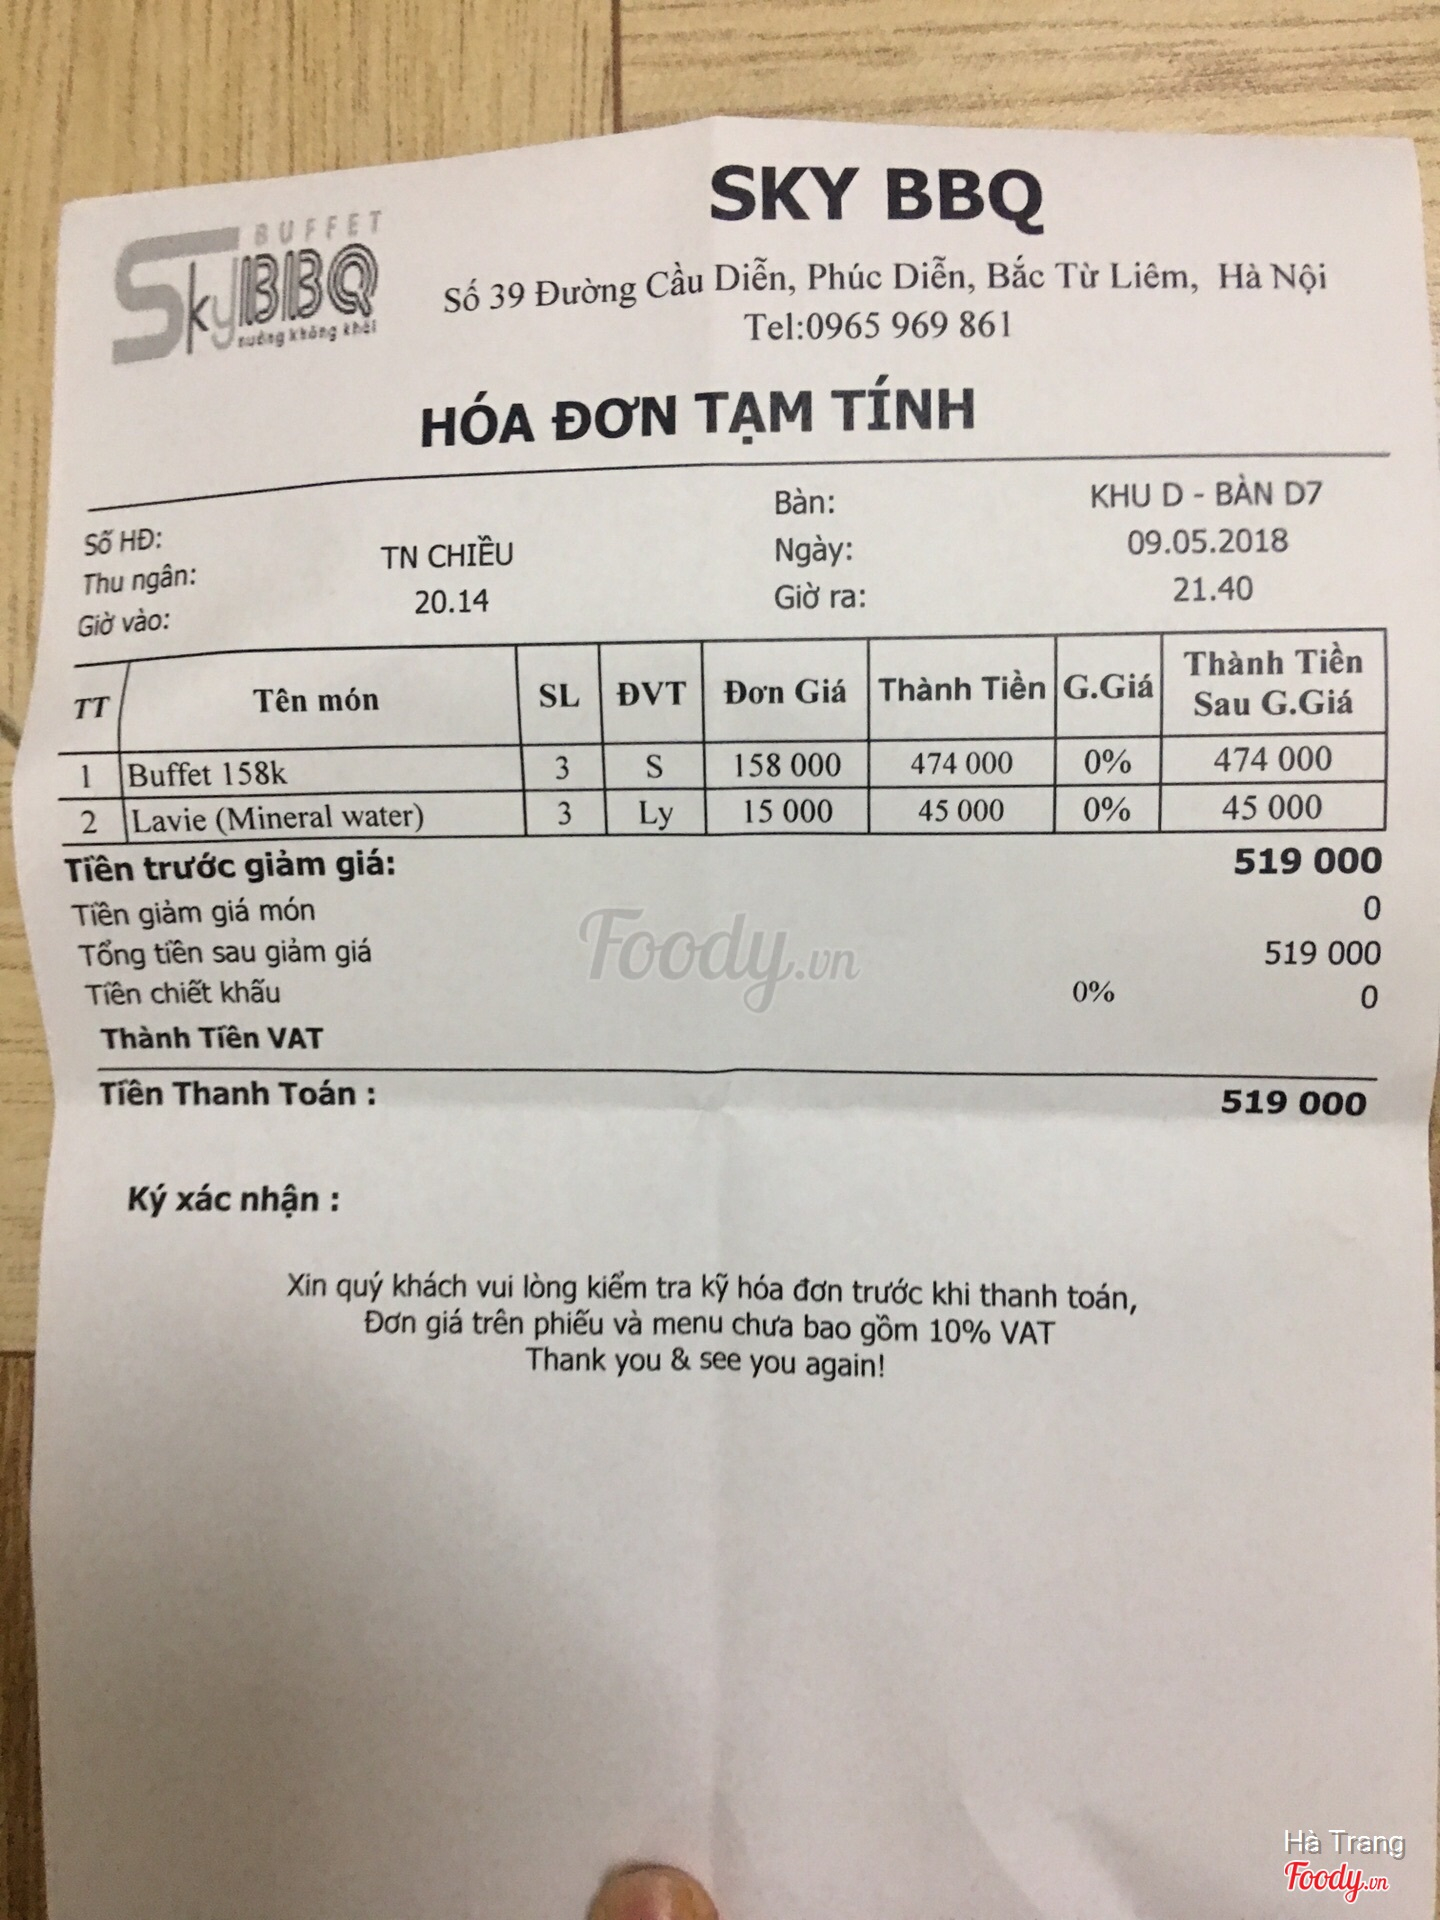 BUFFET
SkyBBQ
nướng không khói
SKY BBQ
Số 39 Đường Cầu Diễn, Phúc Diễn, Bắc Từ Liêm, Hà Nội
Tel:0965 969 861
HÓA ĐƠN TẠM TÍNH
Số HĐ: Bàn: KHU D - BÀN D7
Thu ngân: TN CHIỀU Ngày: 09.05.2018
Giờ vào: 20.14 Giờ ra: 21.40
TT Tên món SL ĐVT Đơn Giá Thành Tiền G.Giá Thành Tiền Sau G.Giá
1 Buffet 158k 3 S 158 000 474 000 0% 474 000
2 Lavie (Mineral water) 3 Ly 15 000 45 000 0% 45 000
Tiền trước giảm giá: 519 000
Tiền giảm giá món 0
Tổng tiền sau giảm giá 519 000
Tiền chiết khấu 0% 0
Thành Tiền VAT
Tiền Thanh Toán : 519 000
Ký xác nhận :
Xin quý khách vui lòng kiểm tra kỹ hóa đơn trước khi thanh toán,
Đơn giá trên phiếu và menu chưa bao gồm 10% VAT
Thank you & see you again!
Foody.vn
Hà Trang
Foody.vn